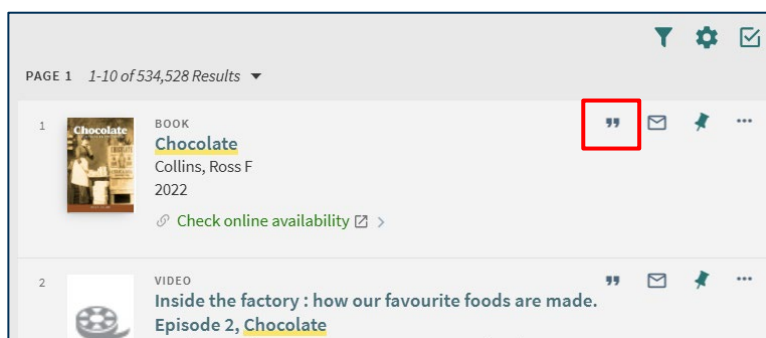 PAGE 1 1-10 of 534,528 Results
1
Chocolate
BOOK
Chocolate
Collins, Ross F
2022
Check online availability
2
VIDEO
Inside the factory : how our favourite foods are made.
Episode 2, Chocolate